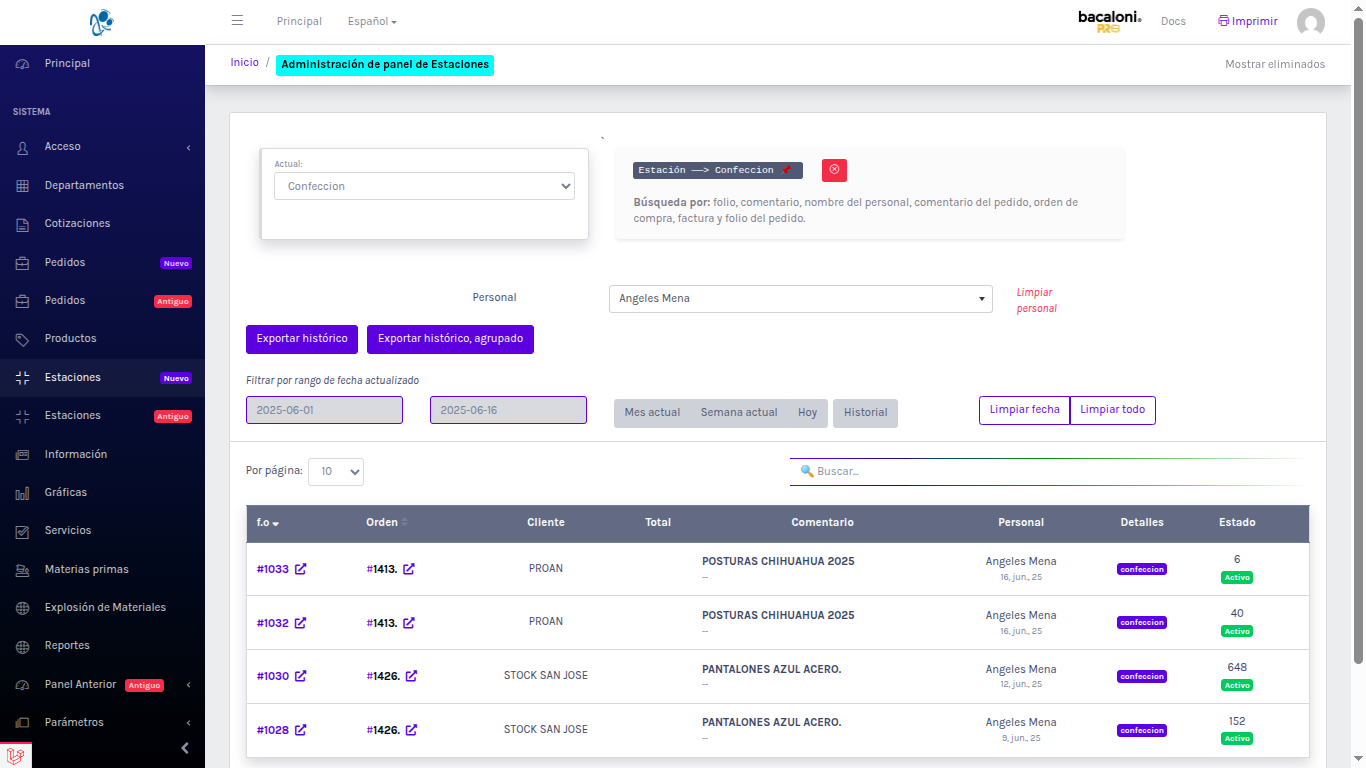 Principal
Español
bacaloni.
PRO
Docs
Imprimir
Inicio / Administración de panel de Estaciones
Mostrar eliminados
Principal
SISTEMA
Acceso
Departamentos
Cotizaciones
Pedidos Nuevo
Pedidos Antiguo
Productos
Estaciones Nuevo
Estaciones Antiguo
Información
Gráficas
Servicios
Materias primas
Explosión de Materiales
Reportes
Panel Anterior Antiguo
Parámetros
`
Actual:
Confeccion
Estación ——> Confeccion
Búsqueda por: folio, comentario, nombre del personal, comentario del pedido, orden de
compra, factura y folio del pedido.
Personal
Angeles Mena
Limpiar
personal
Exportar histórico
Exportar histórico, agrupado
Filtrar por rango de fecha actualizado
2025-06-01
2025-06-16
Mes actual Semana actual Hoy Historial
Limpiar fecha Limpiar todo
Por página: 10
🔍 Buscar...
f.o Orden Cliente Total Comentario Personal Detalles Estado
#1033 #1413. PROAN POSTURAS CHIHUAHUA 2025 Angeles Mena confeccion 6
-- 16, jun., 25 Activo
#1032 #1413. PROAN POSTURAS CHIHUAHUA 2025 Angeles Mena confeccion 40
-- 16, jun., 25 Activo
#1030 #1426. STOCK SAN JOSE PANTALONES AZUL ACERO. Angeles Mena confeccion 648
-- 12, jun., 25 Activo
#1028 #1426. STOCK SAN JOSE PANTALONES AZUL ACERO. Angeles Mena confeccion 152
-- 9, jun., 25 Activo